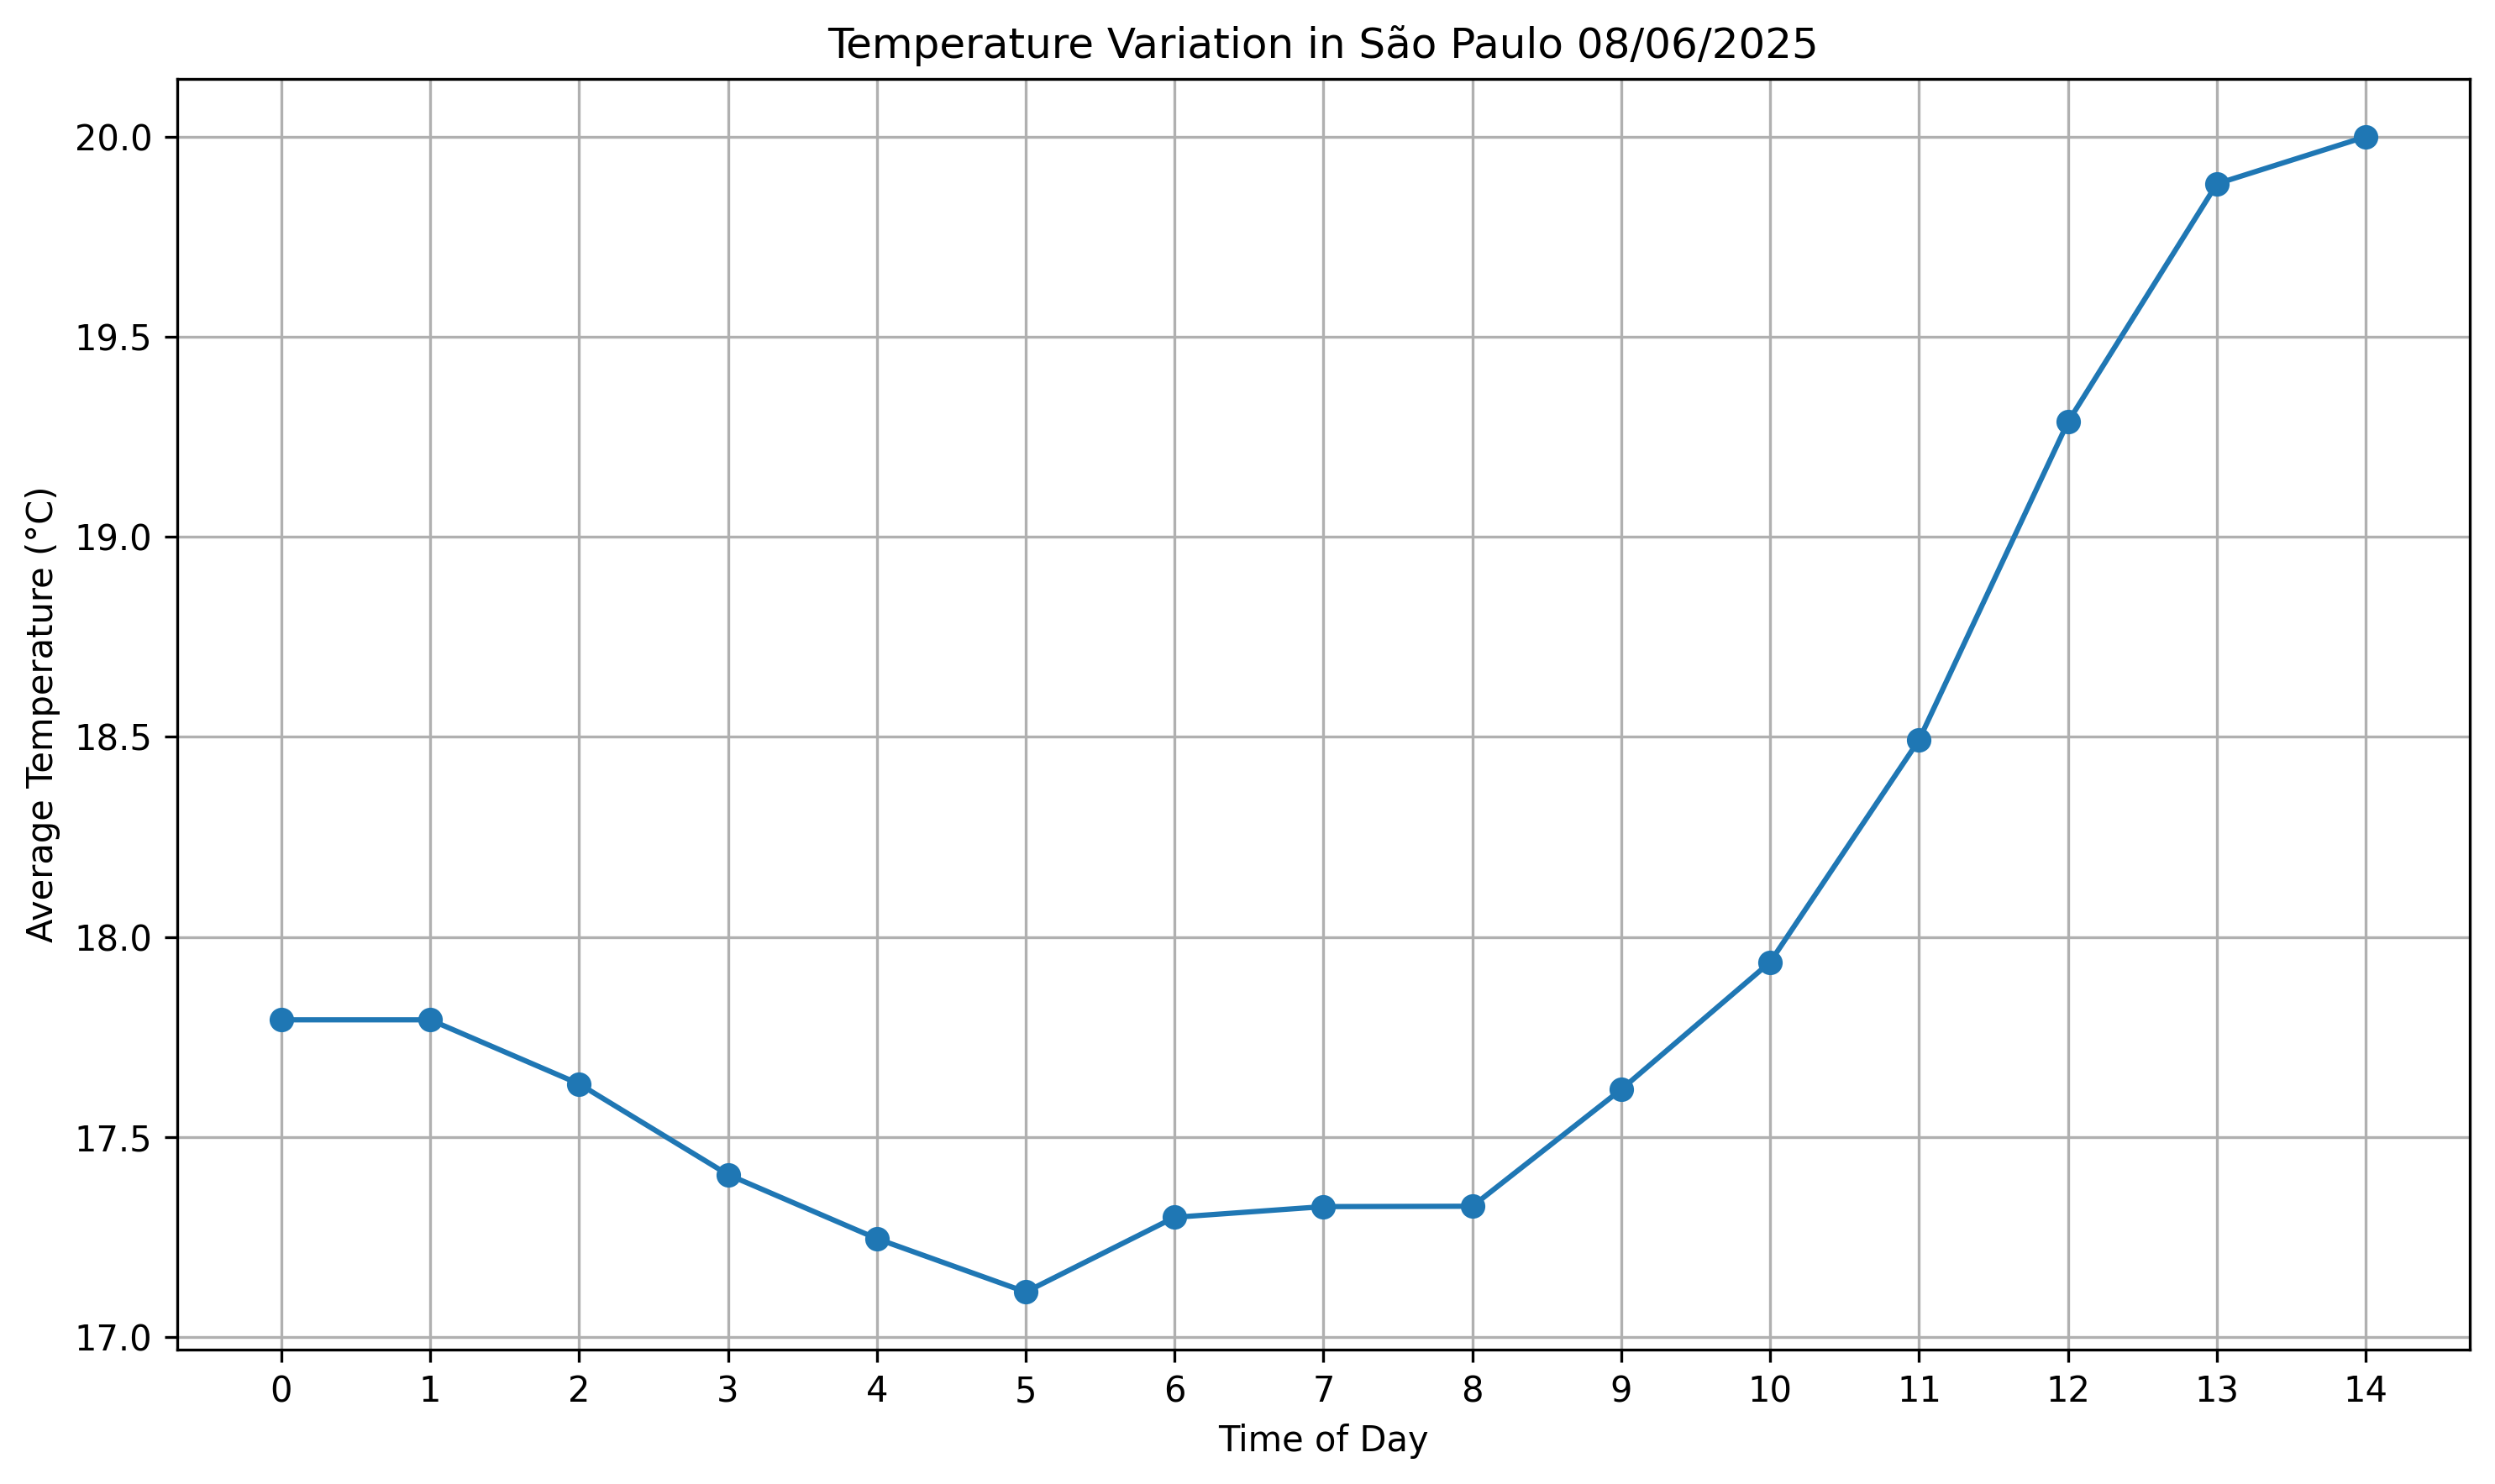 Temperature Variation in São Paulo 08/06/2025
20.0
19.5
19.0
18.5
18.0
17.5
17.0
Average Temperature (°C)
0 1 2 3 4 5 6 7 8 9 10 11 12 13 14
Time of Day